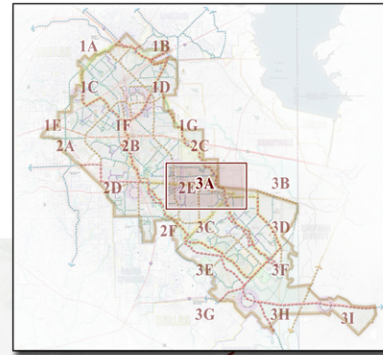 1A 1B
1C 1D
1E 1F 1G
2A 2B 2C
2D 2E 3A 3B
2F 3C 3D
3E 3F
3G 3H 3I